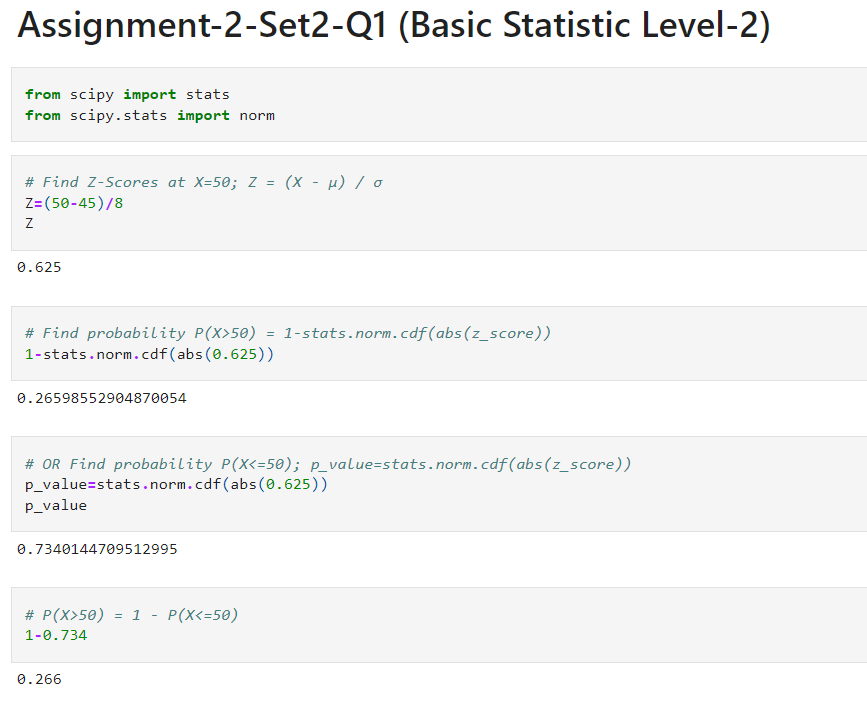 Assignment-2-Set2-Q1 (Basic Statistic Level-2)
from scipy import stats
from scipy.stats import norm
# Find Z-Scores at X=50; Z = (X - μ) / σ
Z=(50-45)/8
Z
0.625
# Find probability P(X>50) = 1-stats.norm.cdf(abs(z_score))
1-stats.norm.cdf(abs(0.625))
0.26598552904870054
# OR Find probability P(X<=50); p_value=stats.norm.cdf(abs(z_score))
p_value=stats.norm.cdf(abs(0.625))
p_value
0.7340144709512995
# P(X>50) = 1 - P(X<=50)
1-0.734
0.266